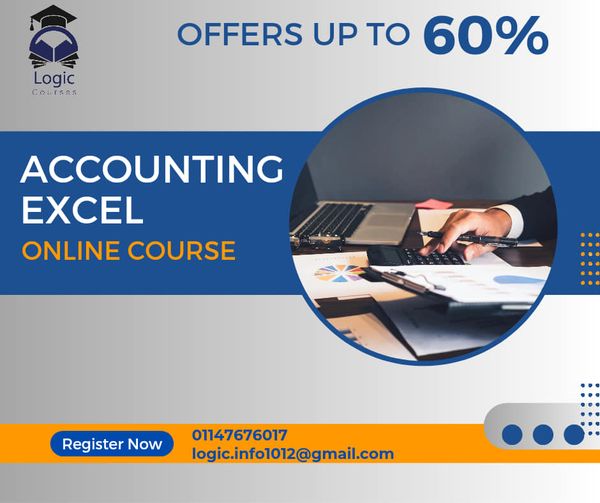 OFFERS UP TO 60%
Logic
Courses
ACCOUNTING
EXCEL
ONLINE COURSE
Register Now
01147676017
logic.info1012@gmail.com